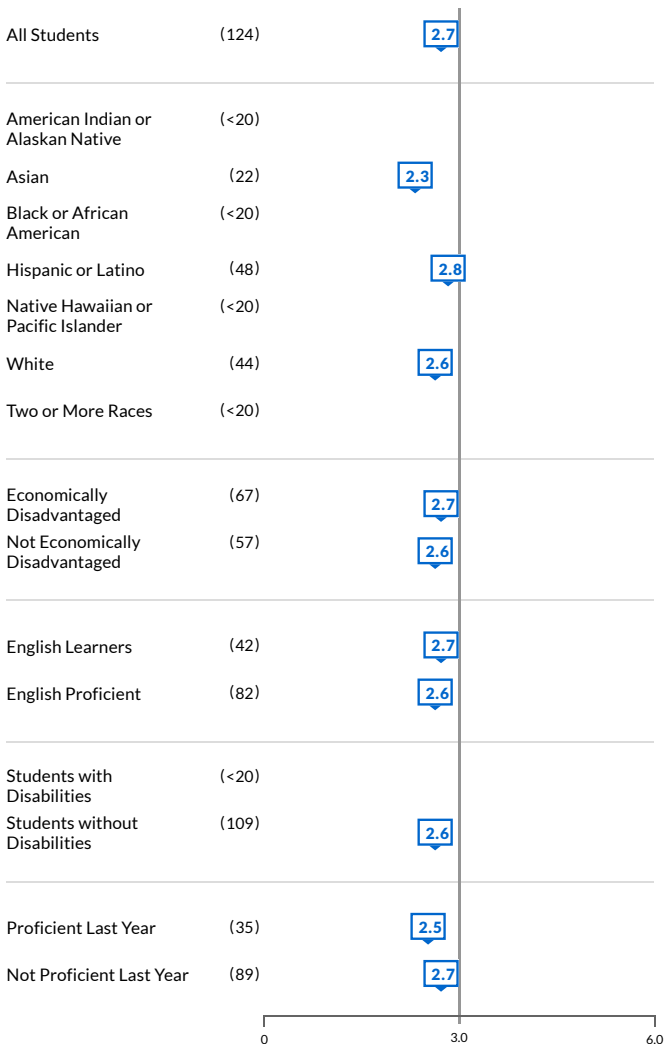 All Students (124) 2.7
American Indian or (<20)
Alaskan Native
Asian (22) 2.3
Black or African (<20)
American
Hispanic or Latino (48) 2.8
Native Hawaiian or (<20)
Pacific Islander
White (44) 2.6
Two or More Races (<20)
Economically (67) 2.7
Disadvantaged
Not Economically (57) 2.6
Disadvantaged
English Learners (42) 2.7
English Proficient (82) 2.6
Students with (<20)
Disabilities
Students without (109) 2.6
Disabilities
Proficient Last Year (35) 2.5
Not Proficient Last Year (89) 2.7
0 3.0 6.0